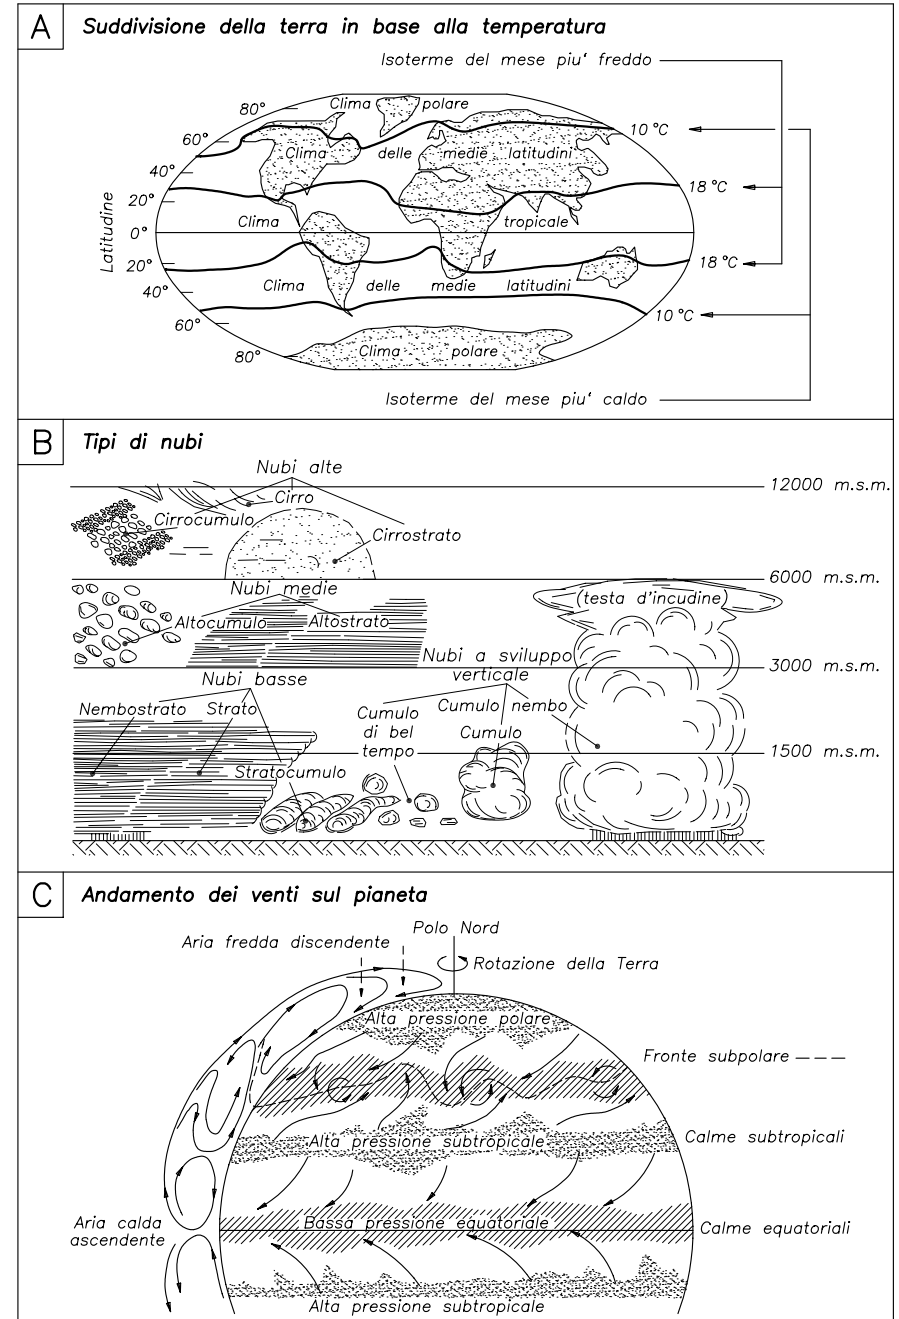 A
Suddivisione della terra in base alla temperatura
Isoterme del mese piu' freddo
Clima polare
80°
60°
40°
20°
0°
20°
40°
60°
80°
Latitudine
10°C
Clima delle medie latitudini
18°C
Clima tropicale
18°C
Clima delle medie latitudini
10°C
Clima polare
Isoterme del mese piu' caldo
B
Tipi di nubi
Nubi alte
12000 m.s.m.
Cirro
Cirrocumulo
Cirrostrato
6000 m.s.m.
Nubi medie
(testa d'incudine)
Altocumulo
Altostrato
Nubi a sviluppo
verticale
3000 m.s.m.
Nubi basse
Nembostrato
Strato
Cumulo
di bel
tempo
Cumulo nembo
Cumulo
1500 m.s.m.
Stratocumulo
C
Andamento dei venti sul pianeta
Polo Nord
Aria fredda discendente
Rotazione della Terra
Alta pressione polare
Fronte subpolare
Alta pressione subtropicale
Calme subtropicali
Aria calda
ascendente
Bassa pressione equatoriale
Calme equatoriali
Alta pressione subtropicale